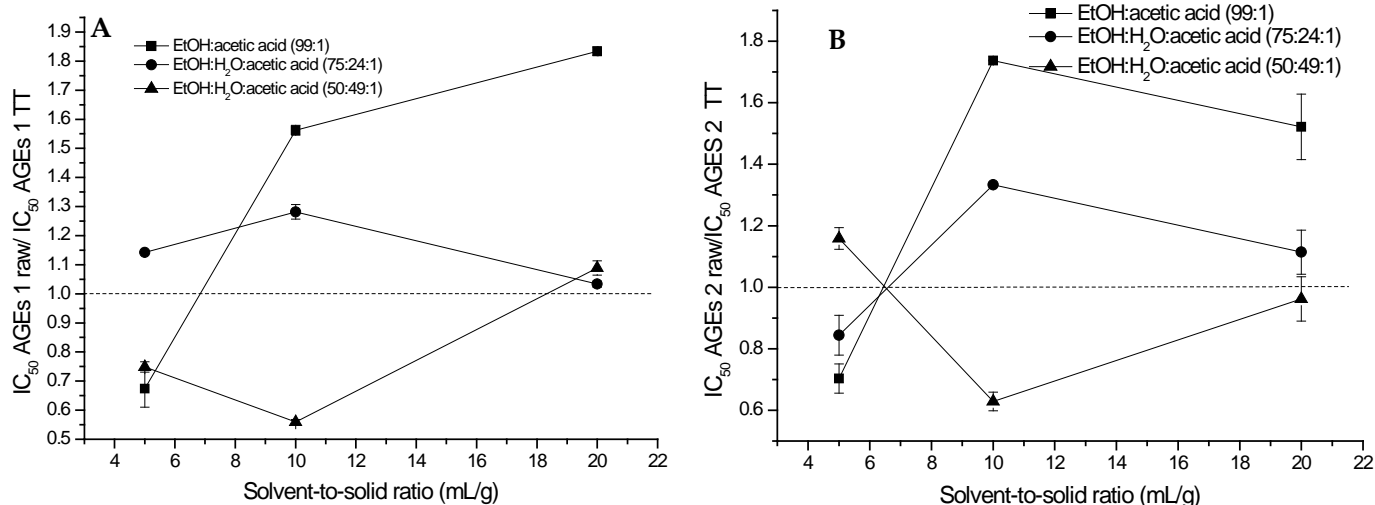 A
EtOH:acetic acid (99:1)
EtOH:H₂O:acetic acid (75:24:1)
EtOH:H₂O:acetic acid (50:49:1)
IC₅₀ AGEs 1 raw/ IC₅₀ AGEs 1 TT
1.9
1.8
1.7
1.6
1.5
1.4
1.3
1.2
1.1
1.0
0.9
0.8
0.7
0.6
0.5
4 6 8 10 12 14 16 18 20 22
Solvent-to-solid ratio (mL/g)
B
EtOH:acetic acid (99:1)
EtOH:H₂O:acetic acid (75:24:1)
EtOH:H₂O:acetic acid (50:49:1)
IC₅₀ AGEs 2 raw/IC₅₀ AGES 2 TT
1.8
1.6
1.4
1.2
1.0
0.8
0.6
4 6 8 10 12 14 16 18 20 22
Solvent-to-solid ratio (mL/g)